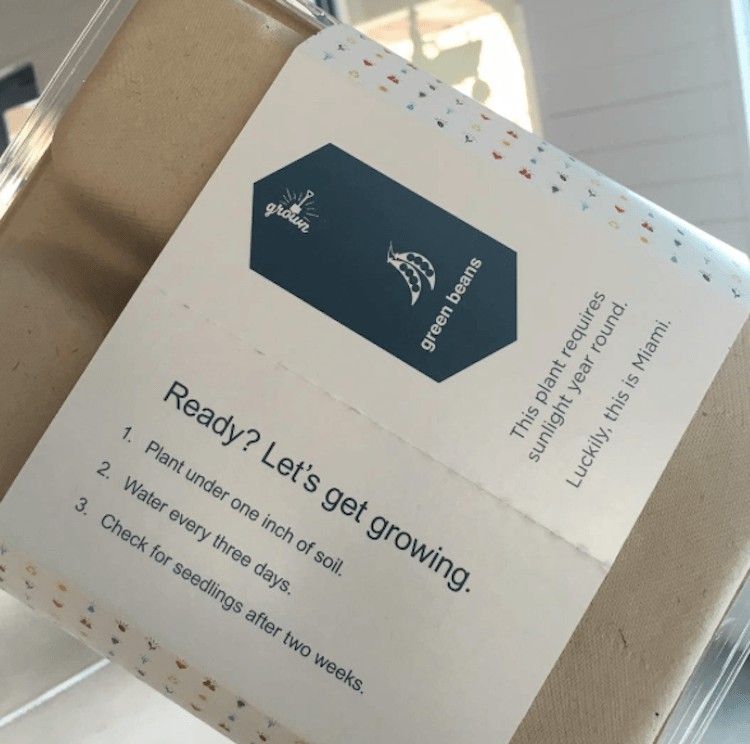 grown
green beans
This plant requires
sunlight year round.
Luckily, this is Miami.
Ready? Let's get growing.
1. Plant under one inch of soil.
2. Water every three days.
3. Check for seedlings after two weeks.